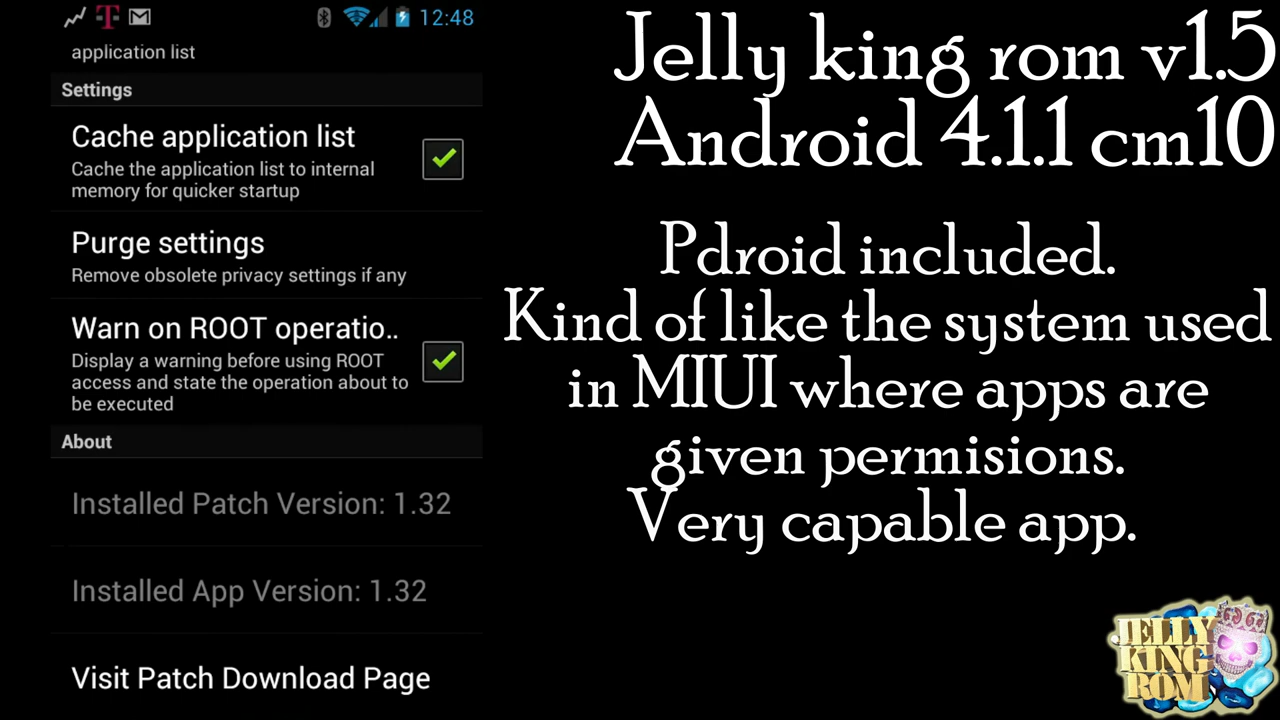 12:48
application list
Settings
Cache application list
Cache the application list to internal
memory for quicker startup
Purge settings
Remove obsolete privacy settings if any
Warn on ROOT operatio..
Display a warning before using ROOT
access and state the operation about to
be executed
About
Installed Patch Version: 1.32
Installed App Version: 1.32
Visit Patch Download Page
Jelly king rom v1.5
Android 4.1.1 cm10
Pdroid included.
Kind of like the system used
in MIUI where apps are
given permisions.
Very capable app.
JELLY
KING
ROM